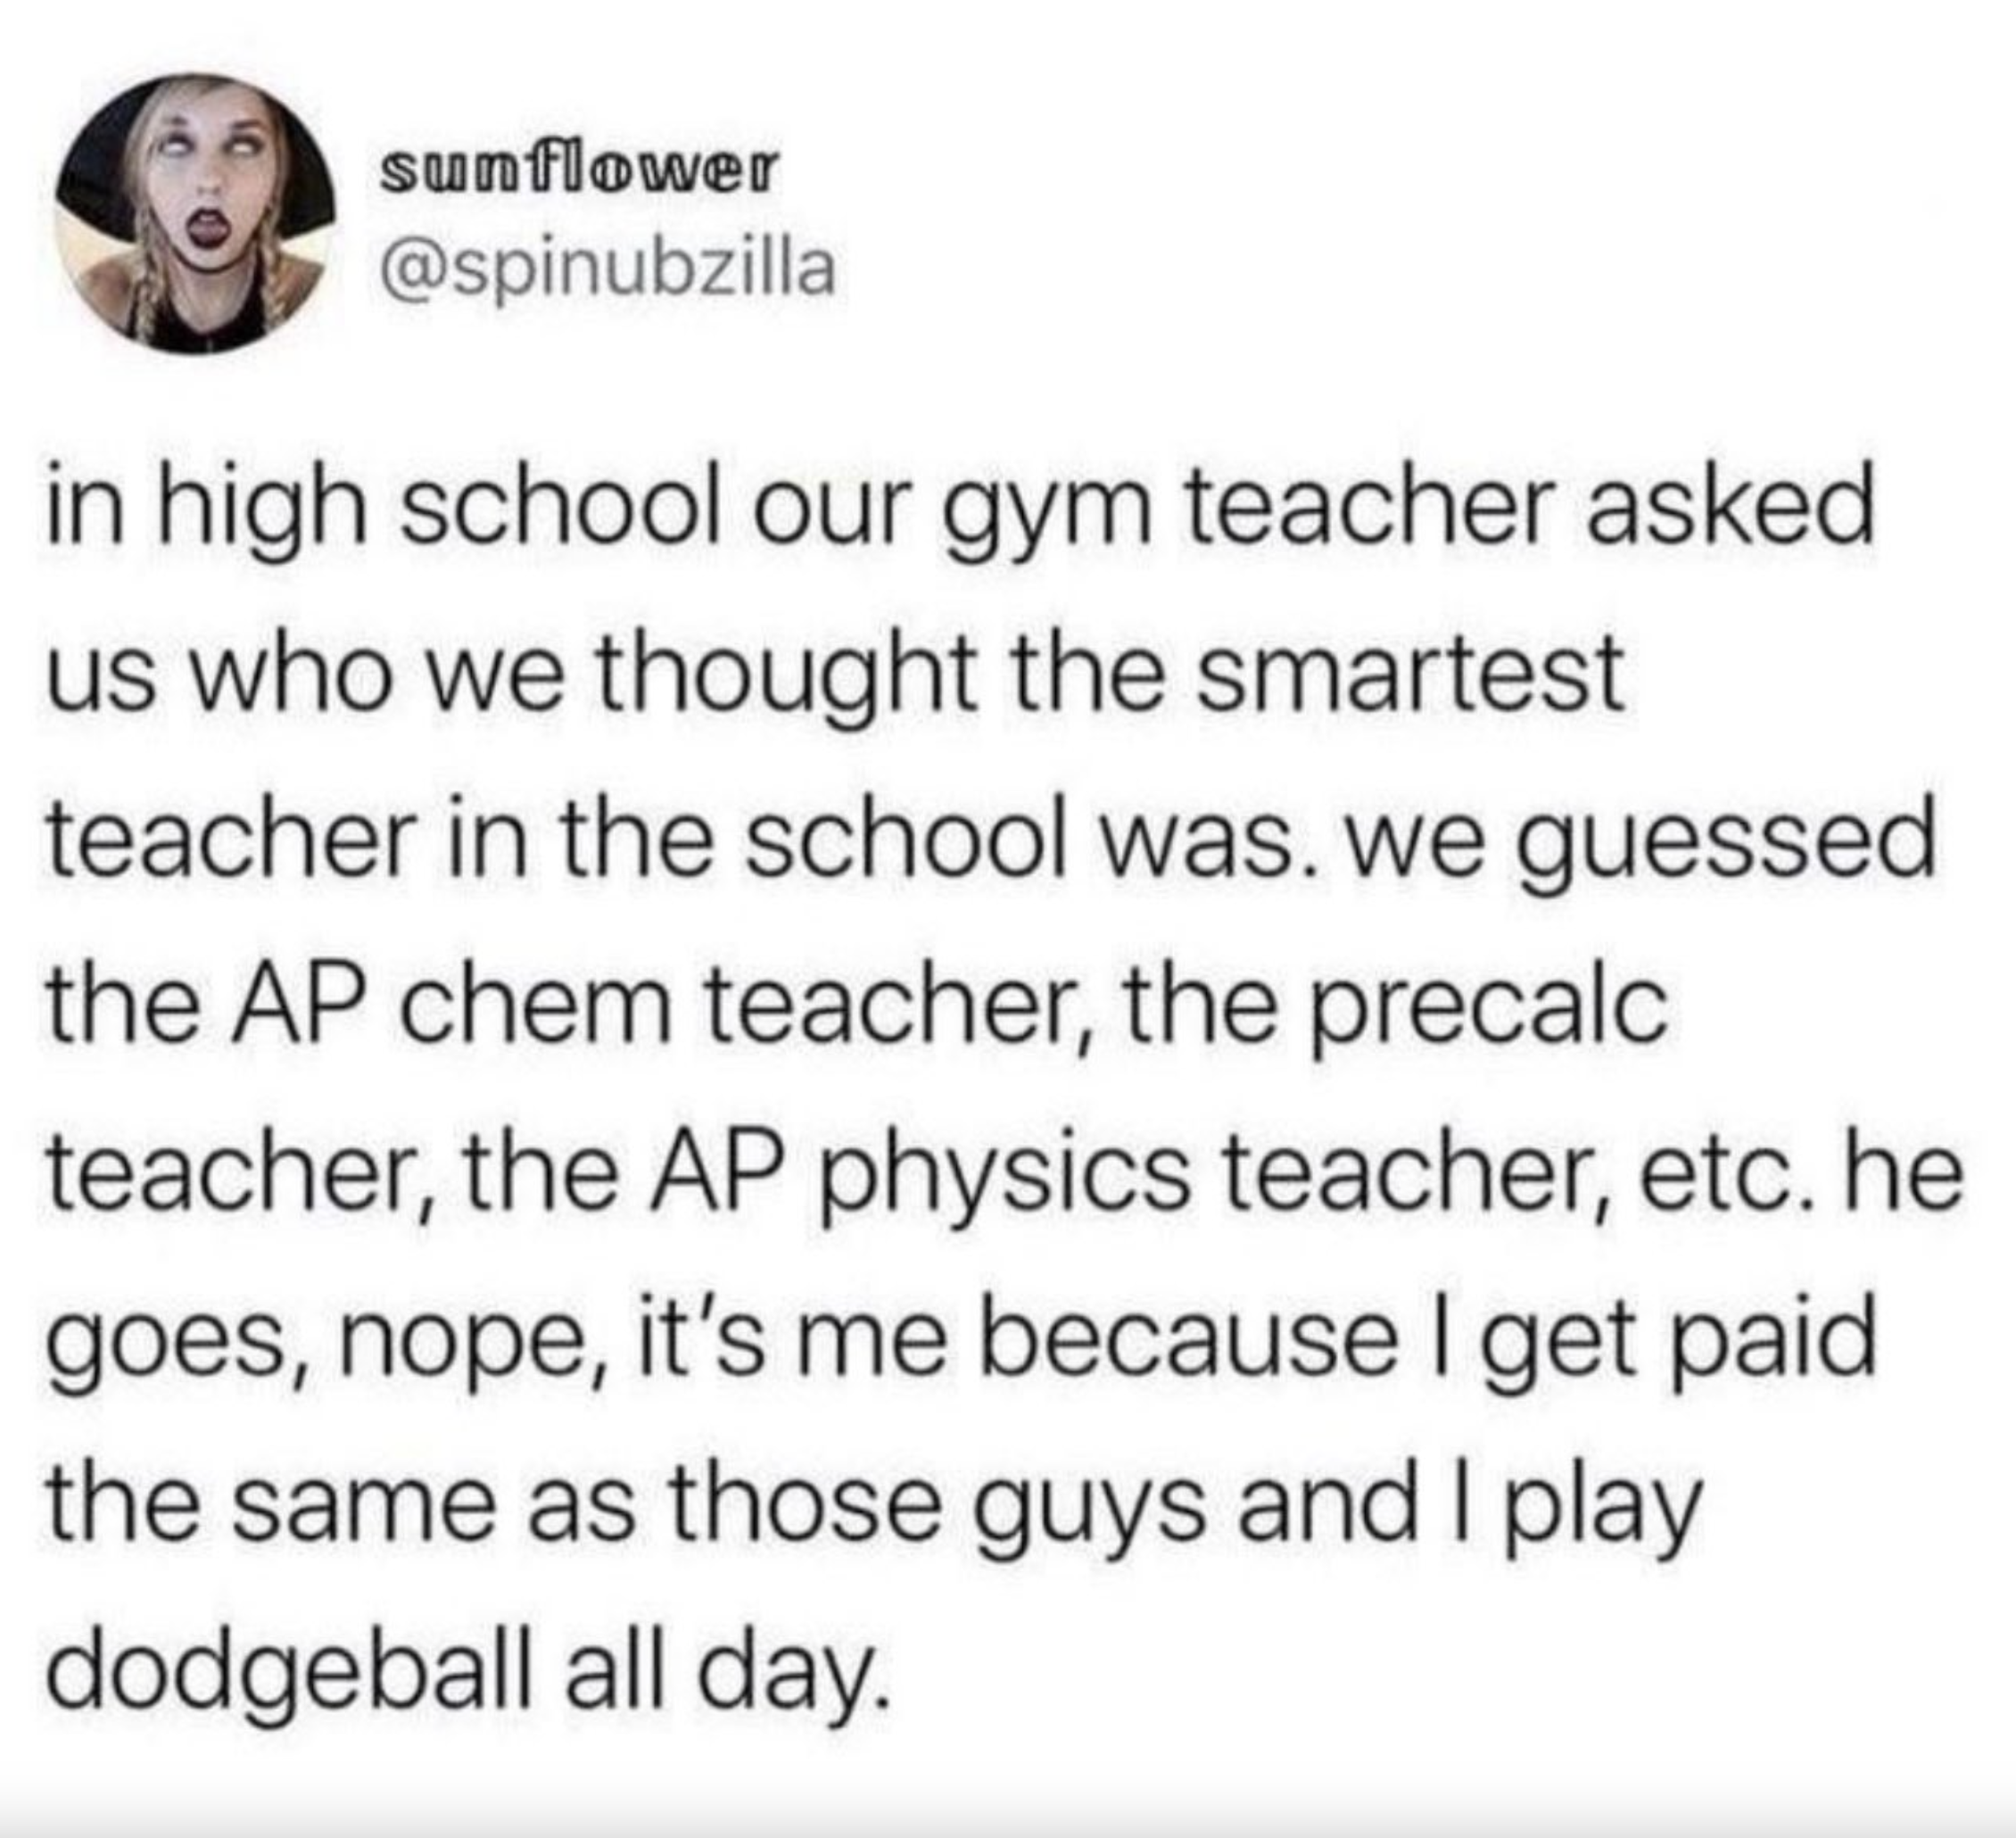 sunflower
@spinubzilla
in high school our gym teacher asked
us who we thought the smartest
teacher in the school was. we guessed
the AP chem teacher, the precalc
teacher, the AP physics teacher, etc. he
goes, nope, it’s me because I get paid
the same as those guys and I play
dodgeball all day.